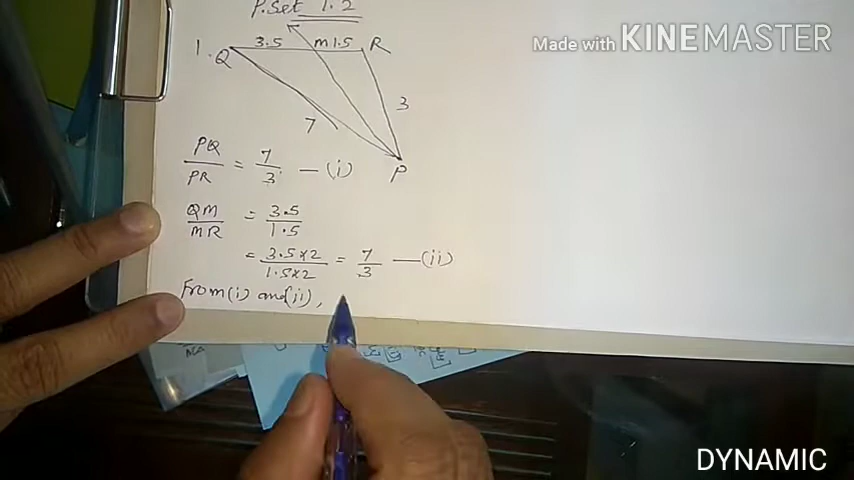 P.Set 1.2
Made with KINEMASTER
3.5 M 1.5 R
1. Q
3
7
PQ/PR = 7/3 — (i)
P
QM/MR = 3.5/1.5
= 3.5×2/1.5×2 = 7/3 — (ii)
From (i) and (ii),
DYNAMIC